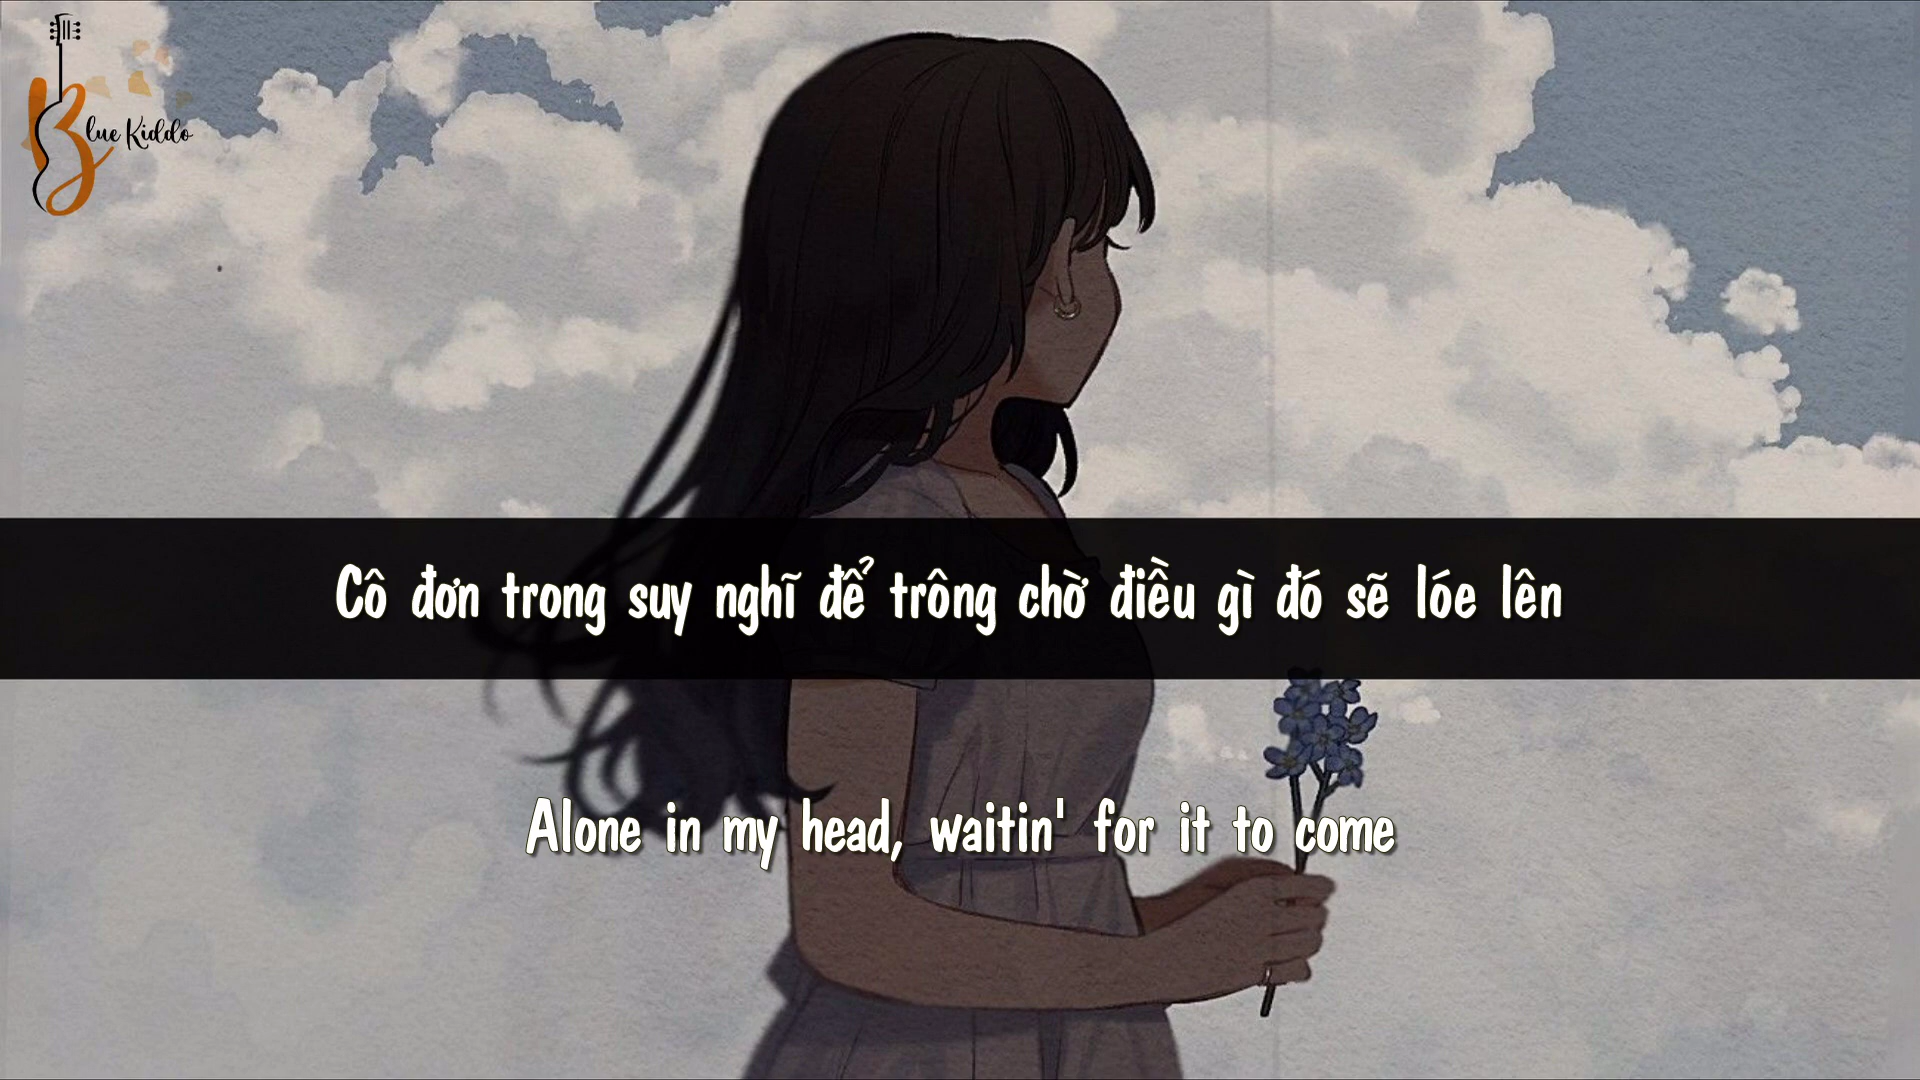 Blue Kiddo
Cô đơn trong suy nghĩ để trông chờ điều gì đó sẽ lóe lên
Alone in my head, waitin' for it to come